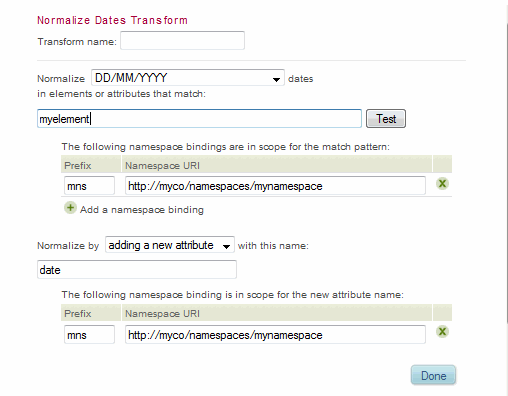 Normalize Dates Transform
Transform name:
Normalize DD/MM/YYYY dates
in elements or attributes that match:
myelement Test
The following namespace bindings are in scope for the match pattern:
Prefix Namespace URI
mns http://myco/namespaces/mynamespace X
+ Add a namespace binding
Normalize by adding a new attribute with this name:
date
The following namespace binding is in scope for the new attribute name:
Prefix Namespace URI
mns http://myco/namespaces/mynamespace X
Done